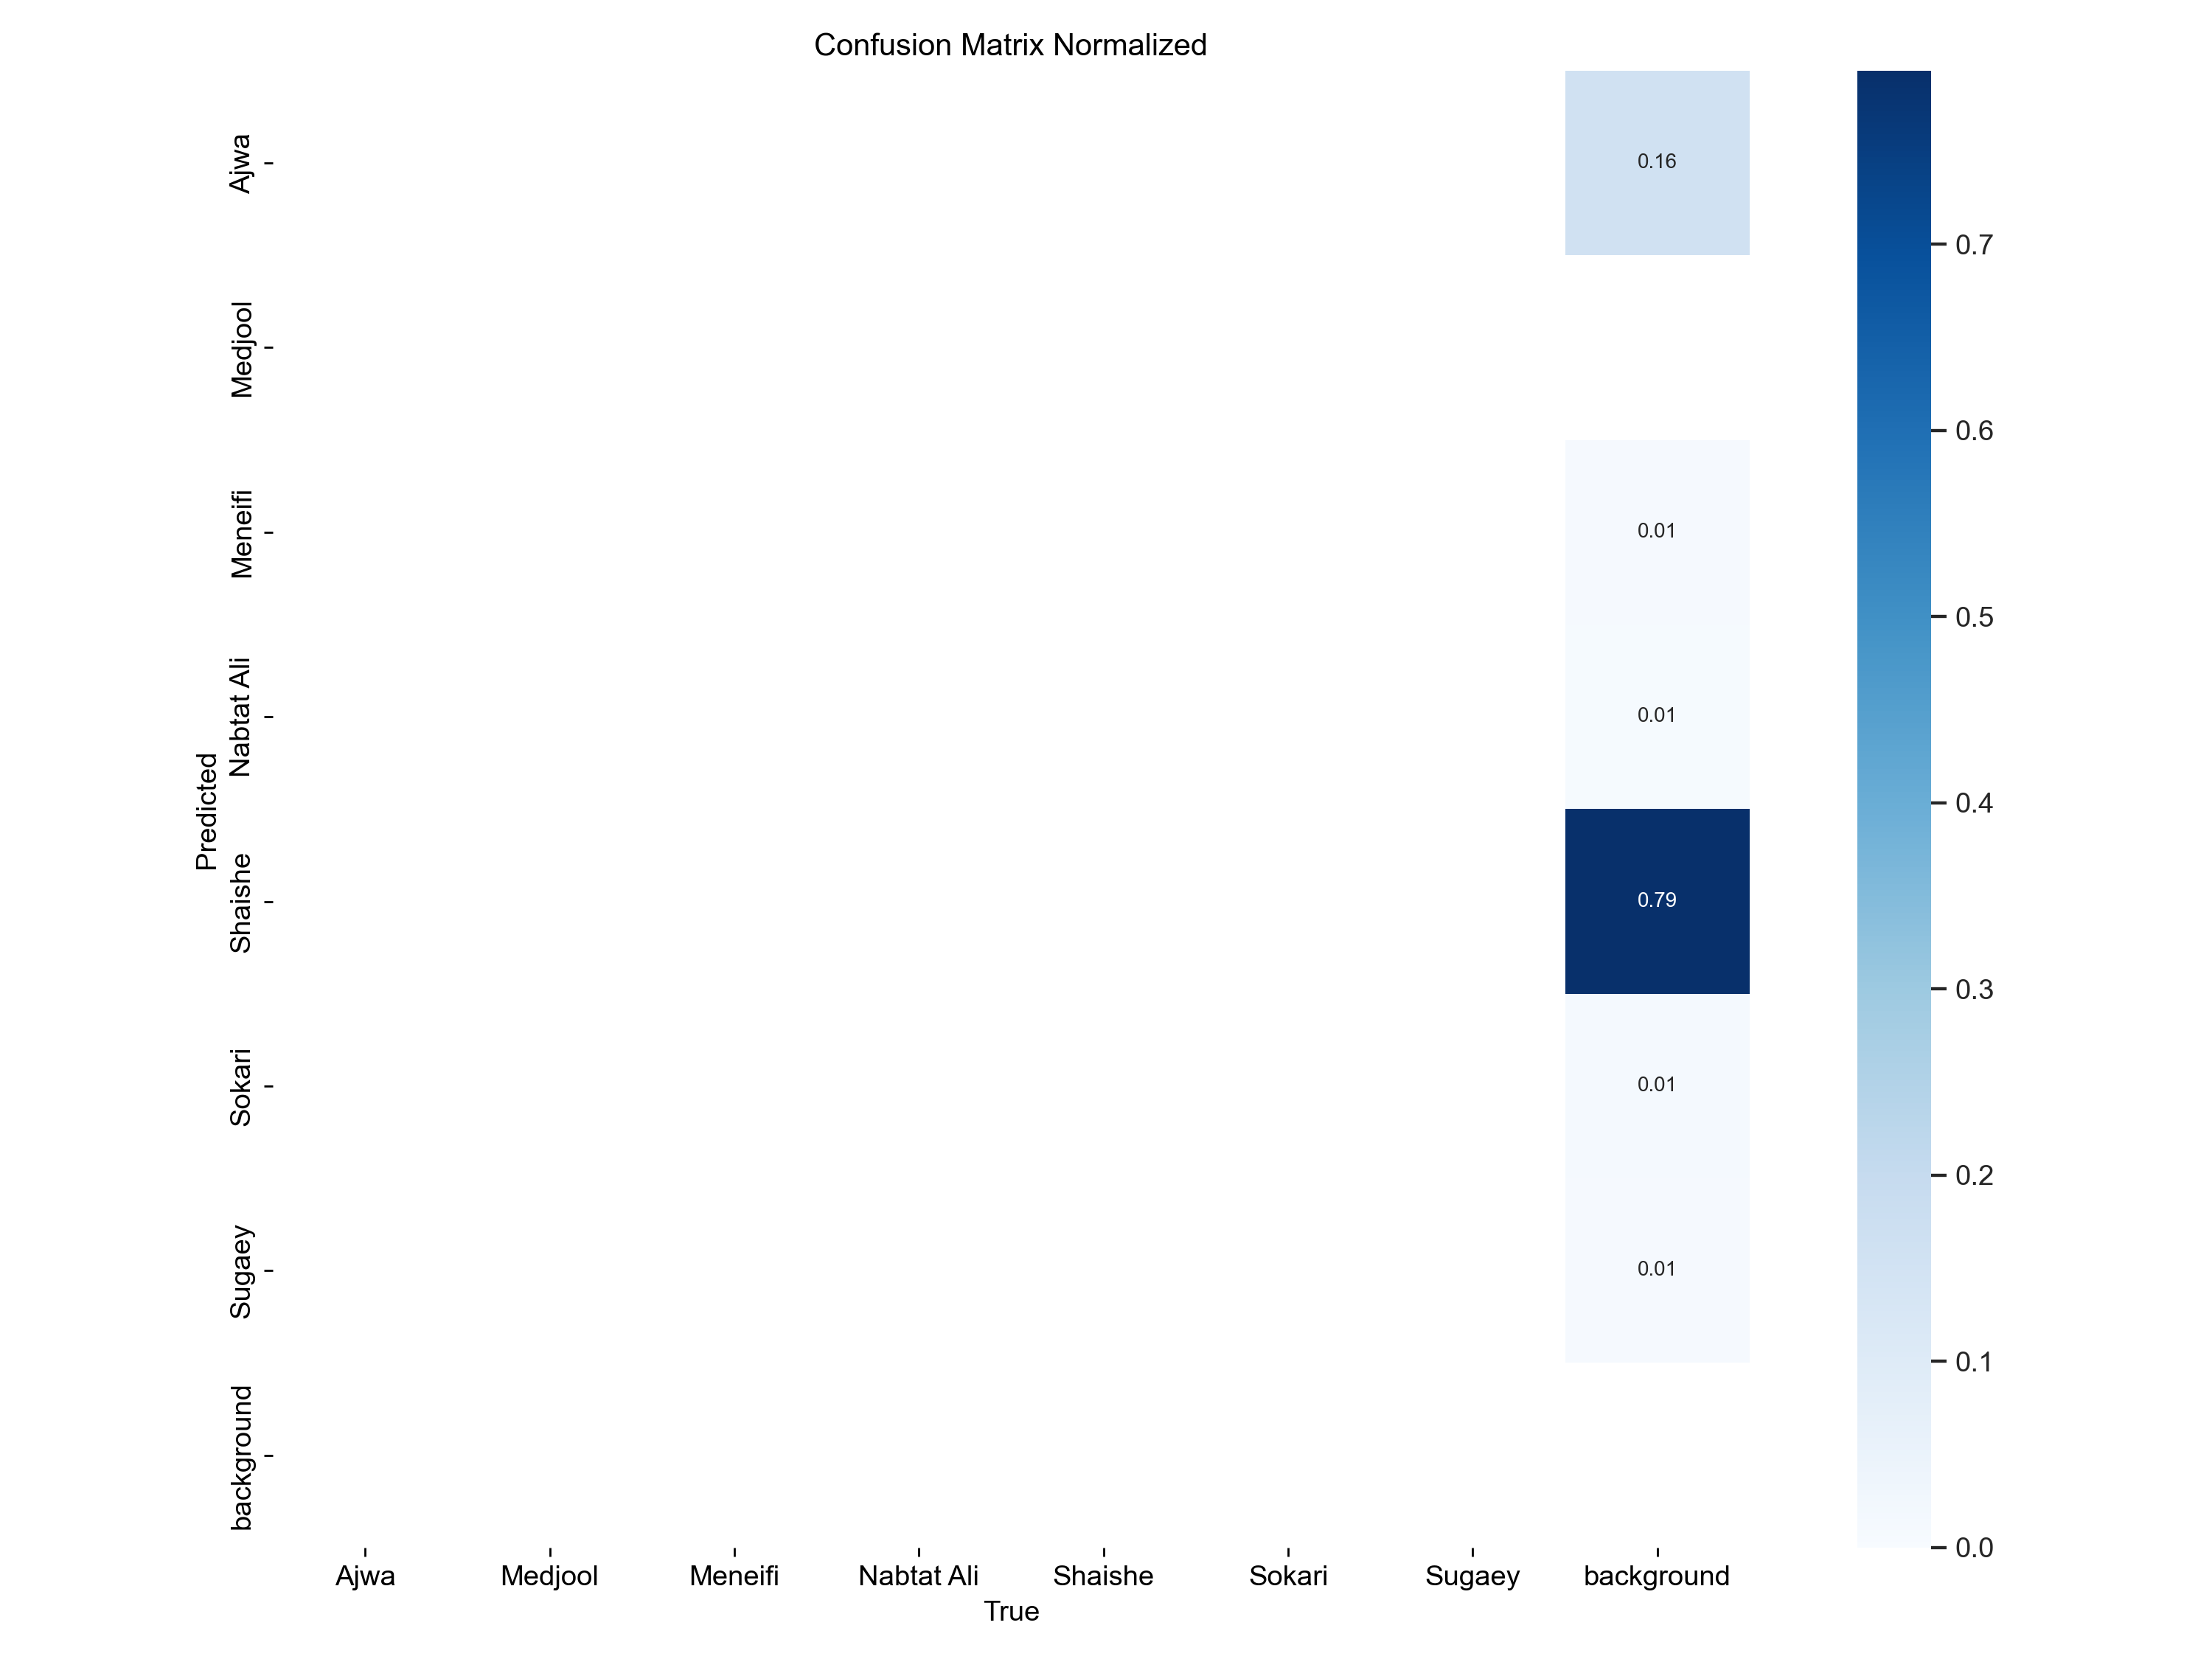 Confusion Matrix Normalized
Predicted
Ajwa
Medjool
Meneifi
Nabtat Ali
Shaishe
Sokari
Sugaey
background
0.16
0.01
0.01
0.79
0.01
0.01
Ajwa Medjool Meneifi Nabtat Ali Shaishe Sokari Sugaey background
True
0.7
0.6
0.5
0.4
0.3
0.2
0.1
0.0